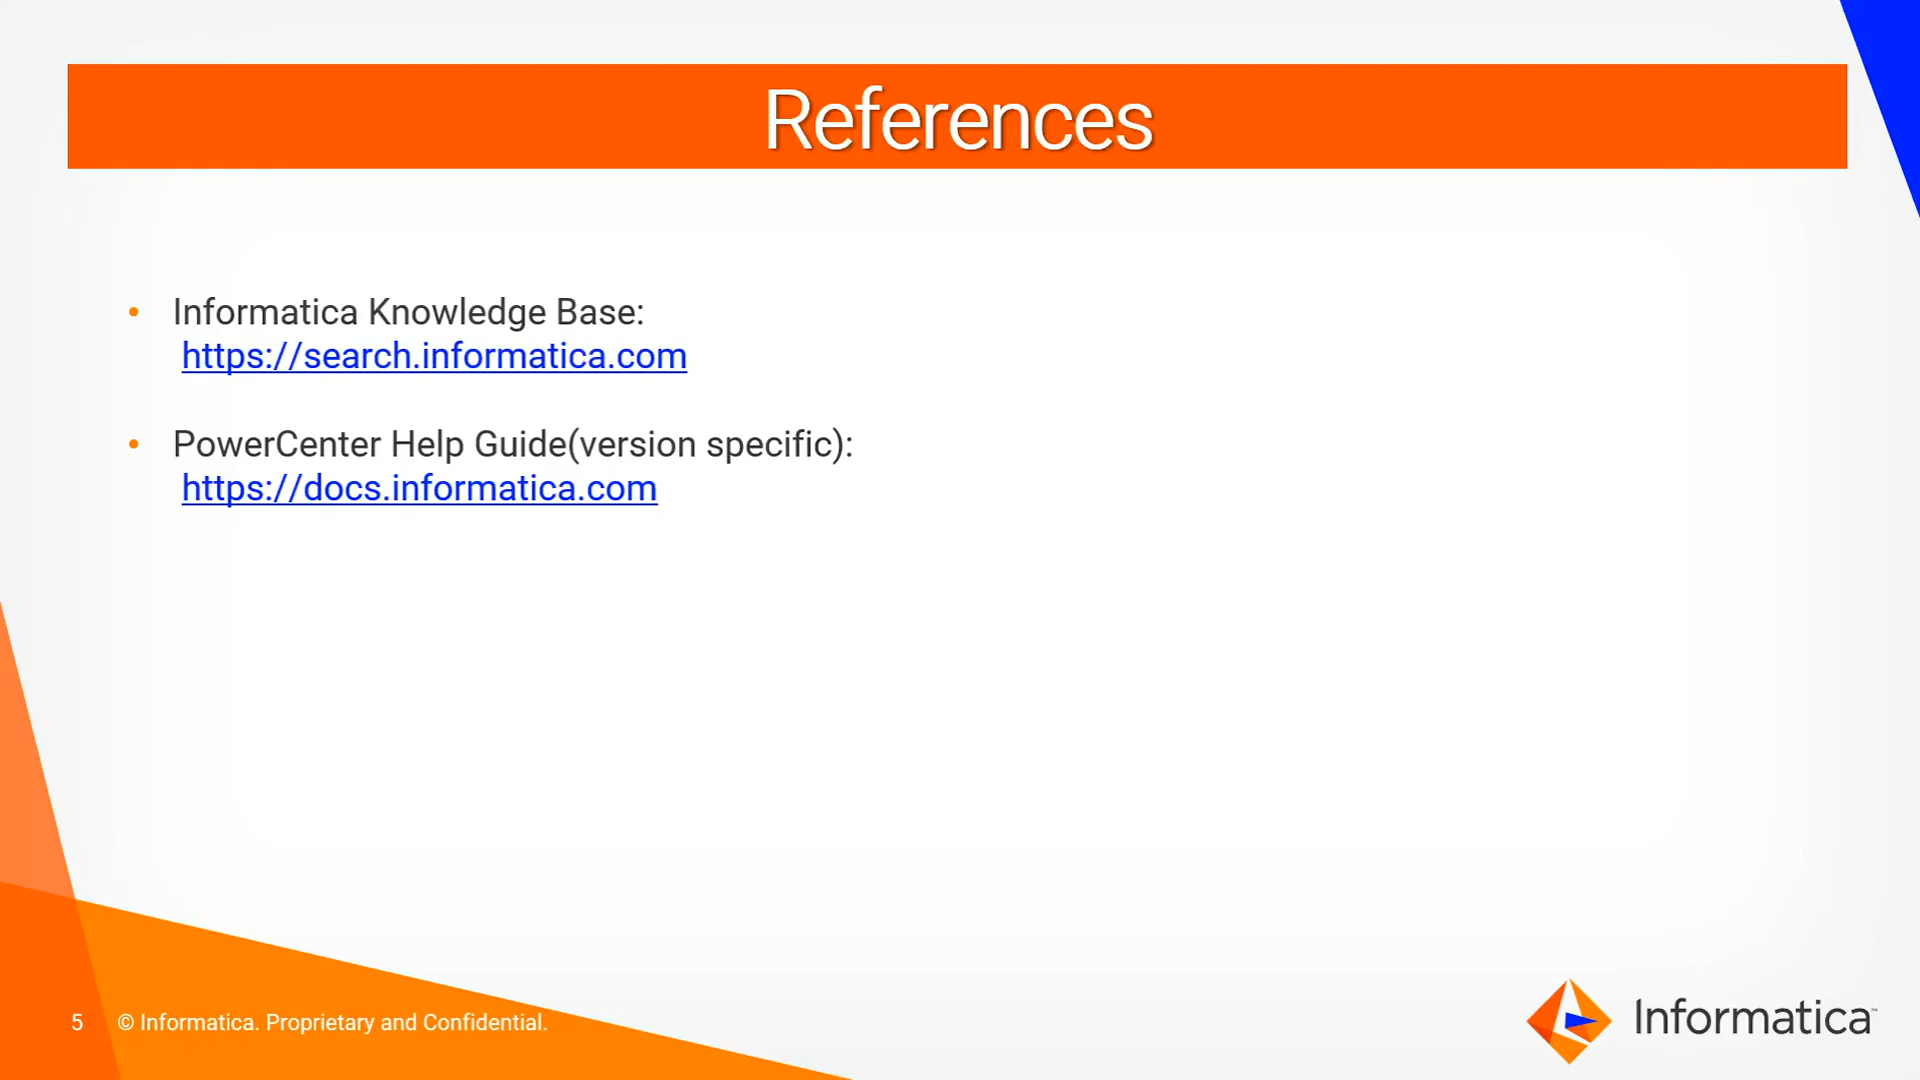 References
• Informatica Knowledge Base:
https://search.informatica.com
• PowerCenter Help Guide(version specific):
https://docs.informatica.com
5 © Informatica. Proprietary and Confidential.
Informatica™